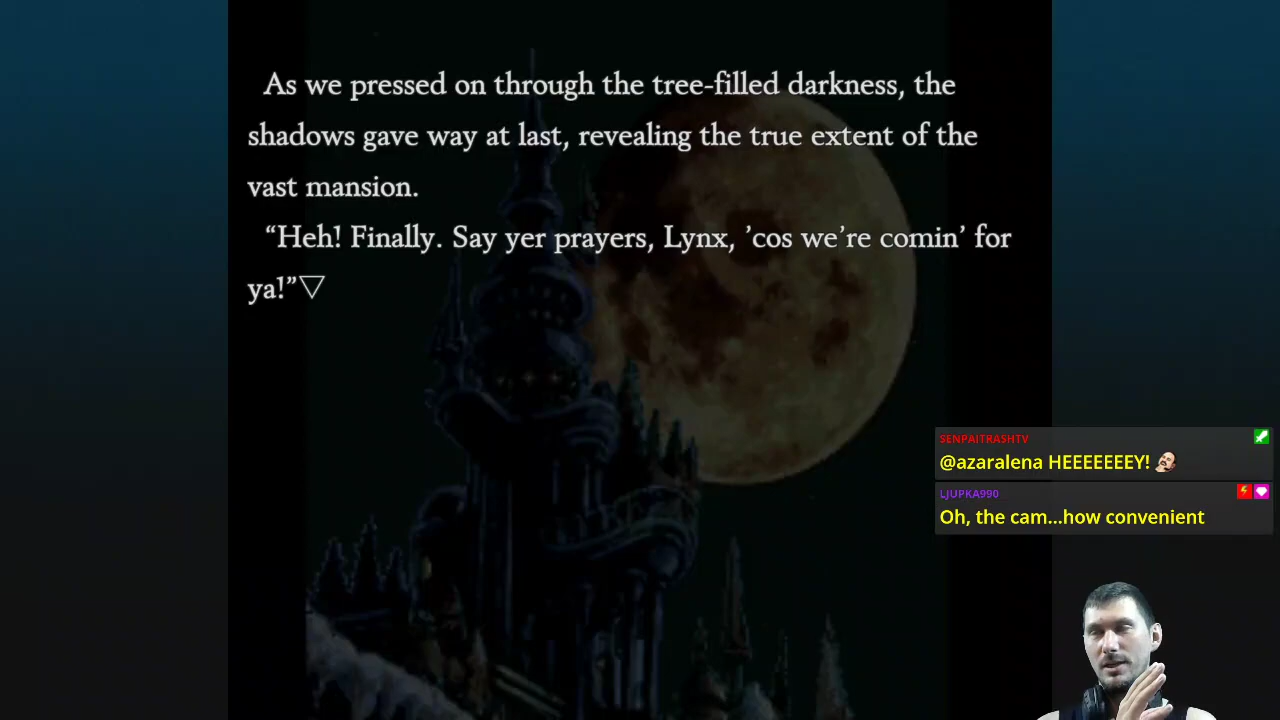 As we pressed on through the tree-filled darkness, the
shadows gave way at last, revealing the true extent of the
vast mansion.
“Heh! Finally. Say yer prayers, Lynx, ’cos we’re comin’ for
ya!”▽
SENPAITRASHTV
@azaralena HEEEEEEEY!
LJUPKA990
Oh, the cam...how convenient